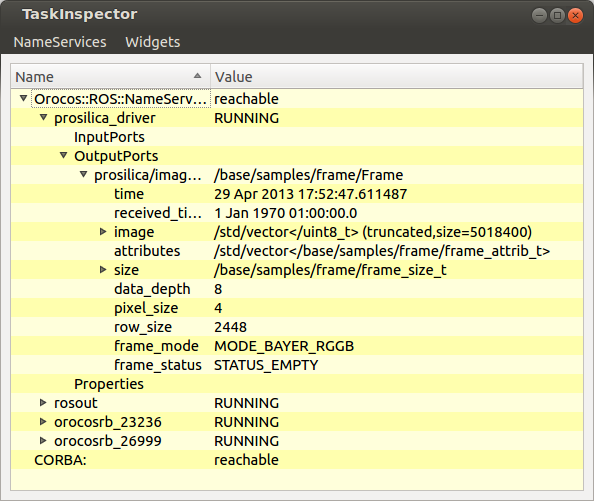 TaskInspector
NameServices Widgets
Name Value
Orocos::ROS::NameServ... reachable
prosilica_driver RUNNING
InputPorts
OutputPorts
prosilica/imag... /base/samples/frame/Frame
time 29 Apr 2013 17:52:47.611487
received_ti... 1 Jan 1970 01:00:00.0
image /std/vector</uint8_t> (truncated,size=5018400)
attributes /std/vector</base/samples/frame/frame_attrib_t>
size /base/samples/frame/frame_size_t
data_depth 8
pixel_size 4
row_size 2448
frame_mode MODE_BAYER_RGGB
frame_status STATUS_EMPTY
Properties
rosout RUNNING
orocosrb_23236 RUNNING
orocosrb_26999 RUNNING
CORBA: reachable